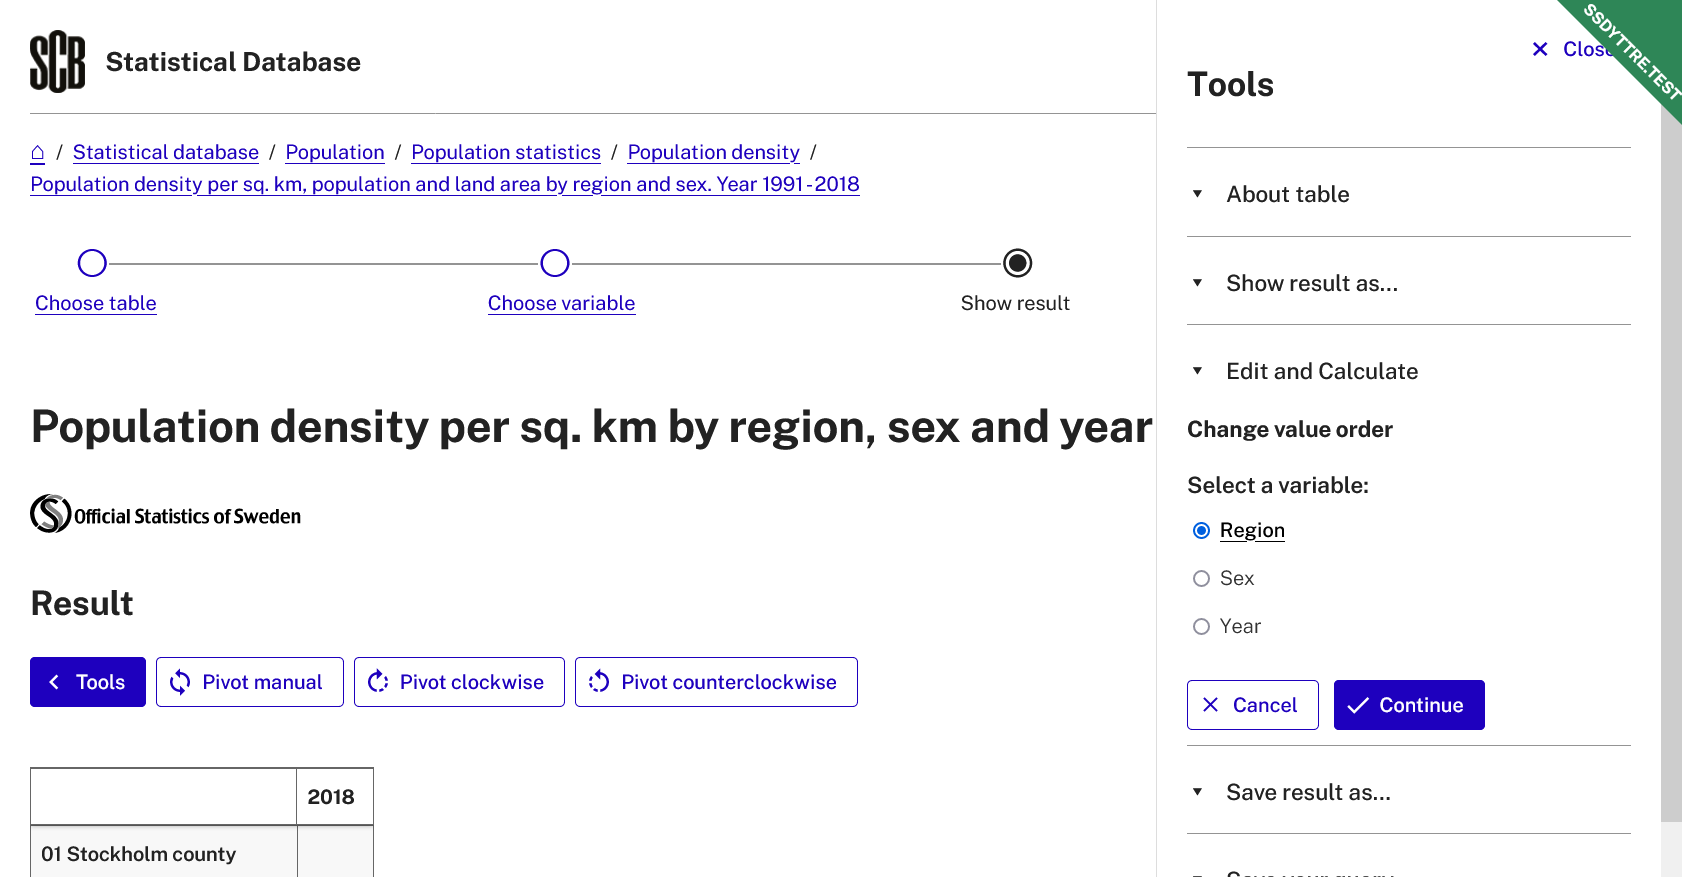 SCB Statistical Database
⌂ / Statistical database / Population / Population statistics / Population density /
Population density per sq. km, population and land area by region and sex. Year 1991-2018
Choose table
Choose variable
Show result
Population density per sq. km by region, sex and year
Official Statistics of Sweden
Result
Tools
Pivot manual
Pivot clockwise
Pivot counterclockwise
2018
01 Stockholm county
Close
SSDYTTRE.TEST
Tools
About table
Show result as...
Edit and Calculate
Change value order
Select a variable:
Region
Sex
Year
Cancel
Continue
Save result as...
Save your query